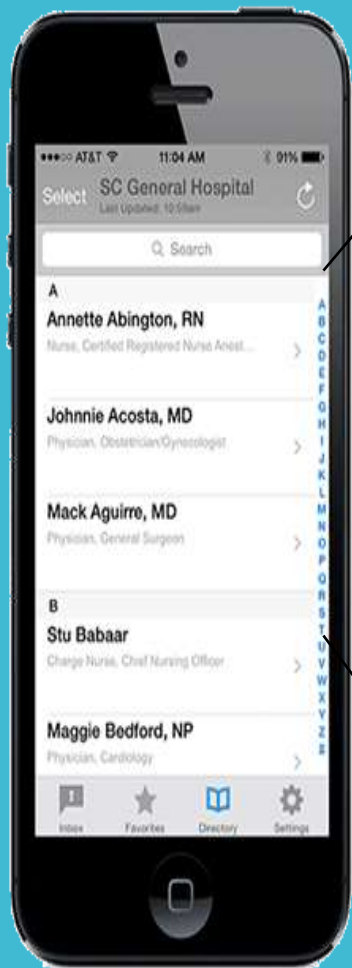 AT&T 11:04 AM 91%
Select SC General Hospital
Last Updated: 10:59am
Search
A
Annette Abington, RN
Nurse, Certified Registered Nurse Anest...
Johnnie Acosta, MD
Physician, Obstetrician/Gynecologist
Mack Aguirre, MD
Physician, General Surgeon
B
Stu Babaar
Charge Nurse, Chief Nursing Officer
Maggie Bedford, NP
Physician, Cardiology
A
B
C
D
E
F
G
H
I
J
K
L
M
N
O
P
Q
R
S
T
U
V
W
X
Y
Z
#
Inbox Favorites Directory Settings